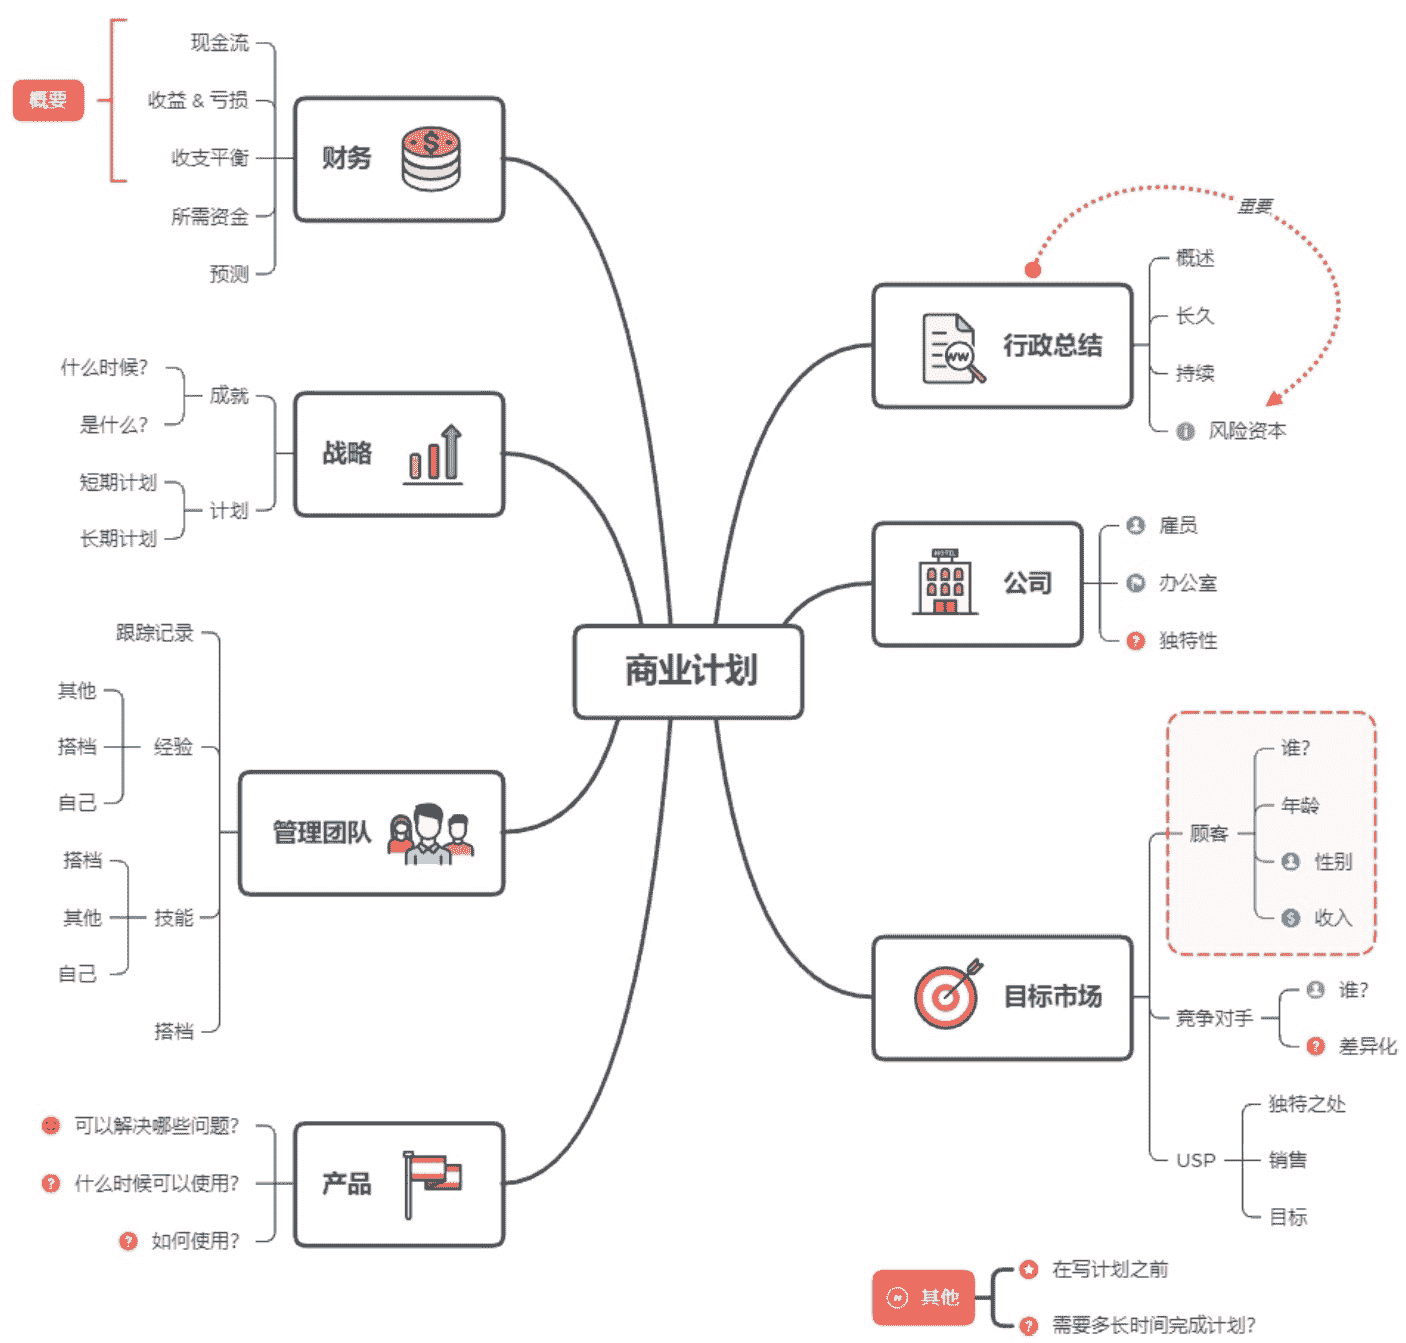 概要
现金流
收益 & 亏损
收支平衡
所需资金
预测
财务
什么时候?
是什么?
成就
短期计划
长期计划
计划
战略
跟踪记录
其他
搭档
自己
经验
搭档
其他
自己
技能
搭档
管理团队
可以解决哪些问题?
什么时候可以使用?
如何使用?
产品
商业计划
重要
行政总结
概述
长久
持续
风险资本
公司
雇员
办公室
独特性
目标市场
顾客
谁?
年龄
性别
收入
竞争对手
谁?
差异化
USP
独特之处
销售
目标
其他
在写计划之前
需要多长时间完成计划?